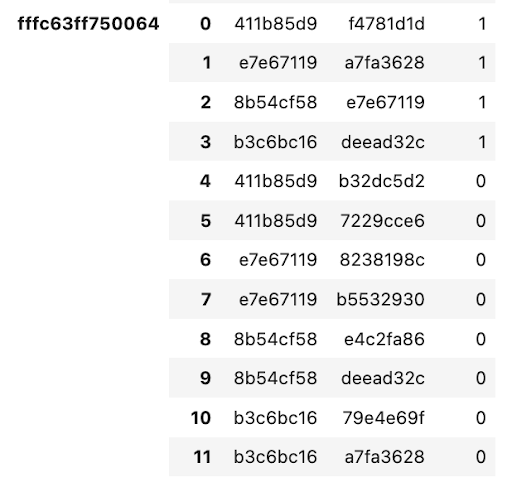 fffc63ff750064 0 411b85d9 f4781d1d 1
1 e7e67119 a7fa3628 1
2 8b54cf58 e7e67119 1
3 b3c6bc16 deead32c 1
4 411b85d9 b32dc5d2 0
5 411b85d9 7229cce6 0
6 e7e67119 8238198c 0
7 e7e67119 b5532930 0
8 8b54cf58 e4c2fa86 0
9 8b54cf58 deead32c 0
10 b3c6bc16 79e4e69f 0
11 b3c6bc16 a7fa3628 0